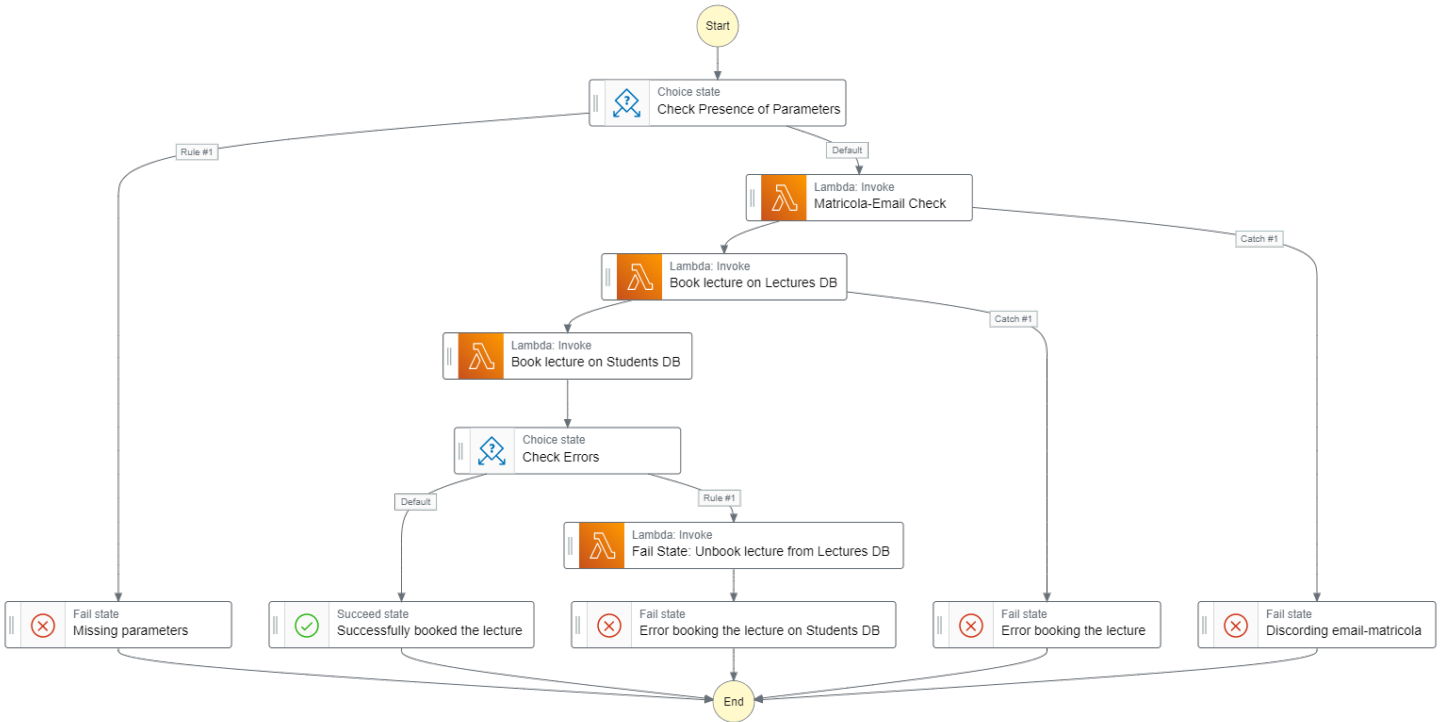 Start
Choice state
Check Presence of Parameters
Rule #1
Default
Lambda: Invoke
Matricola-Email Check
Catch #1
Lambda: Invoke
Book lecture on Lectures DB
Catch #1
Lambda: Invoke
Book lecture on Students DB
Choice state
Check Errors
Default
Rule #1
Lambda: Invoke
Fail State: Unbook lecture from Lectures DB
Fail state
Missing parameters
Succeed state
Successfully booked the lecture
Fail state
Error booking the lecture on Students DB
Fail state
Error booking the lecture
Fail state
Discording email-matricola
End